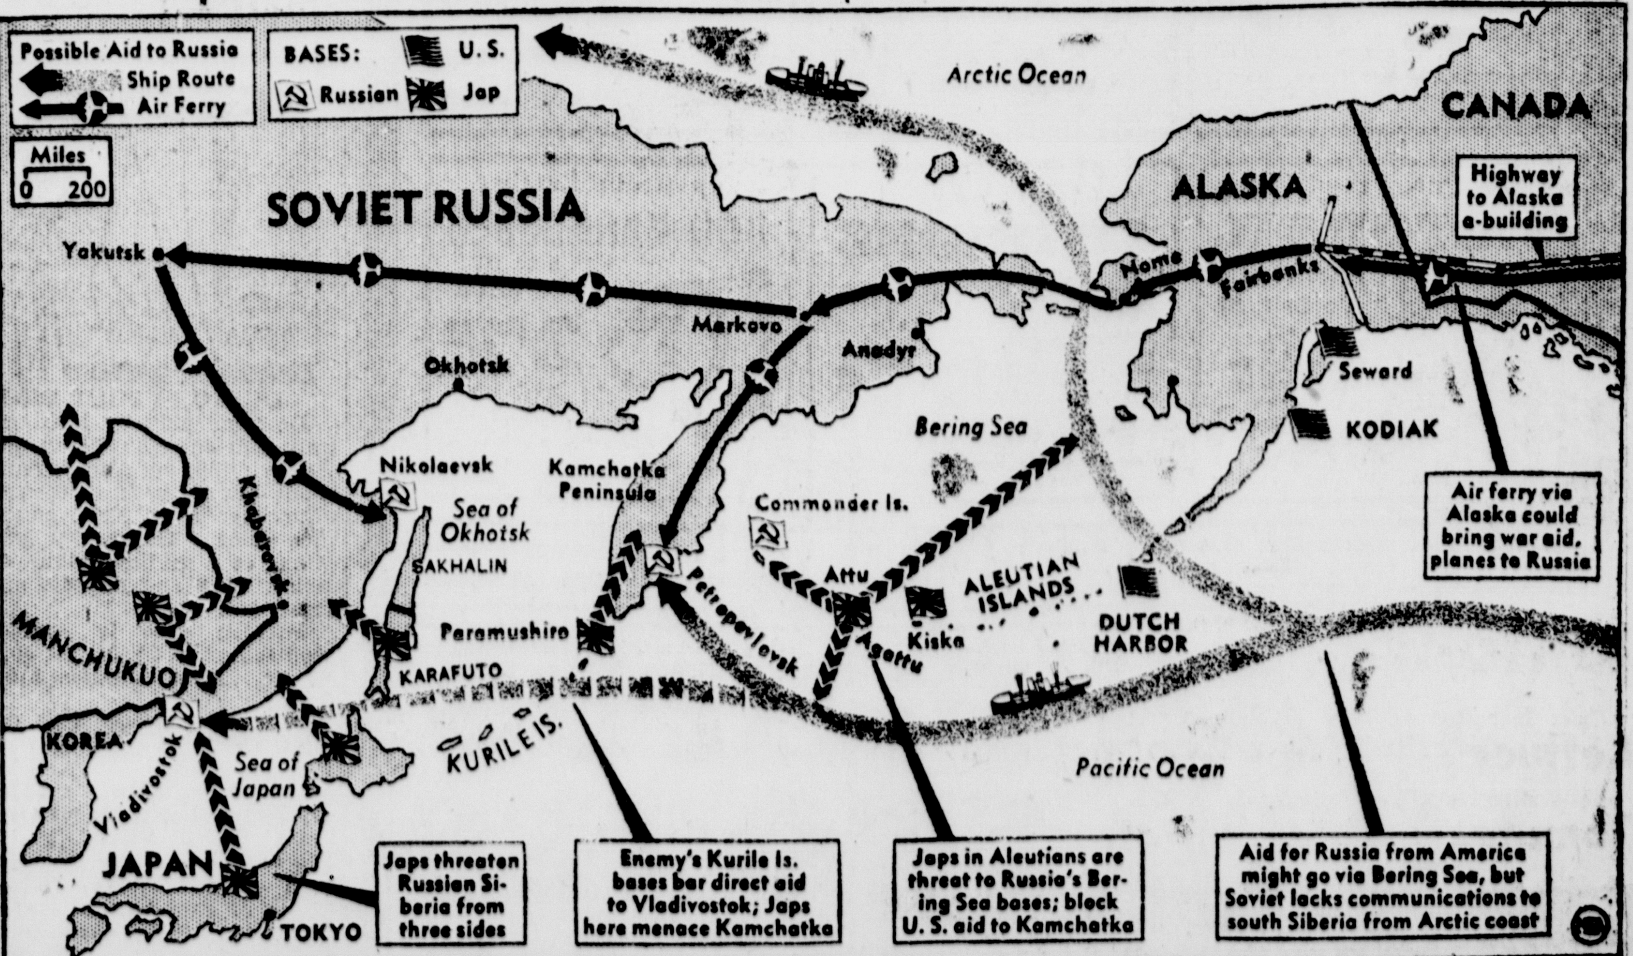 Possible Aid to Russia
Ship Route
Air Ferry
BASES:
U. S.
Russian
Jap
Miles
0 200
Arctic Ocean
CANADA
Highway
to Alaska
a-building
ALASKA
SOVIET RUSSIA
Yakutsk
Nome
Fairbanks
Markovo
Anadyr
Okhotsk
Seward
KODIAK
Bering Sea
Nikolaevsk
Kamchatka
Peninsula
Khabarovsk
Sea of
Okhotsk
Commander Is.
Air ferry via
Alaska could
bring war aid,
planes to Russia
SAKHALIN
Attu
ALEUTIAN
ISLANDS
Petropavlovsk
MANCHUKUO
Paramushiro
Kiska
Agattu
DUTCH
HARBOR
KARAFUTO
KOREA
Vladivostok
Sea of
Japan
KURILE IS.
Pacific Ocean
JAPAN
TOKYO
Japs threaten
Russian Si-
beria from
three sides
Enemy's Kurile Is.
bases bar direct aid
to Vladivostok; Japs
here menace Kamchatka
Japs in Aleutians are
threat to Russia's Ber-
ing Sea bases; block
U. S. aid to Kamchatka
Aid for Russia from America
might go via Bering Sea, but
Soviet lacks communications to
south Siberia from Arctic coast